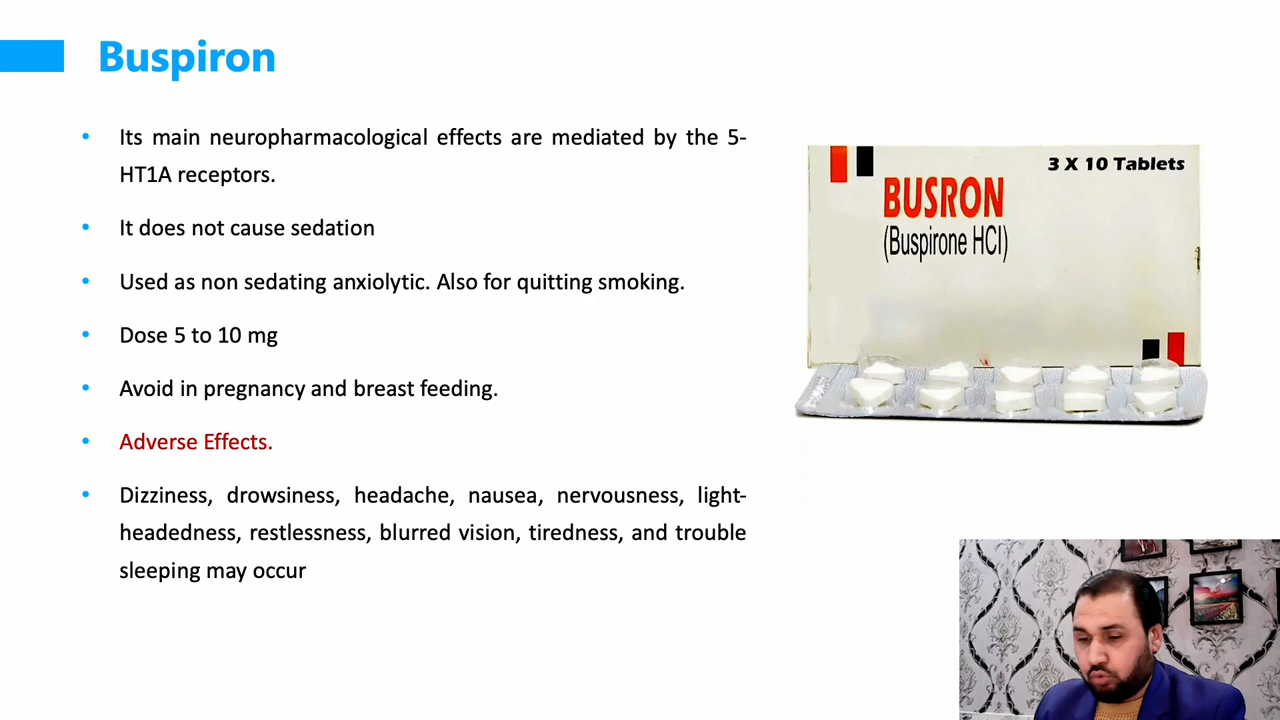 Buspiron
• Its main neuropharmacological effects are mediated by the 5-
HT1A receptors.
• It does not cause sedation
• Used as non sedating anxiolytic. Also for quitting smoking.
• Dose 5 to 10 mg
• Avoid in pregnancy and breast feeding.
• Adverse Effects.
• Dizziness, drowsiness, headache, nausea, nervousness, light-
headedness, restlessness, blurred vision, tiredness, and trouble
sleeping may occur
3 X 10 Tablets
BUSRON
(Buspirone HCl)